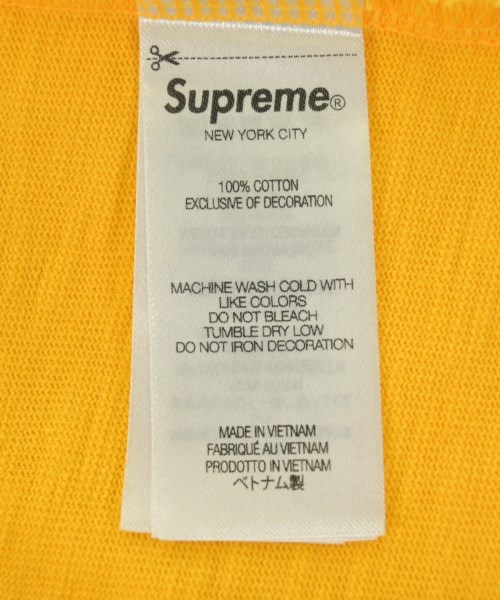 Supreme®
NEW YORK CITY
100% COTTON
EXCLUSIVE OF DECORATION
MACHINE WASH COLD WITH
LIKE COLORS
DO NOT BLEACH
TUMBLE DRY LOW
DO NOT IRON DECORATION
MADE IN VIETNAM
FABRIQUÉ AU VIETNAM
PRODOTTO IN VIETNAM
ベトナム製